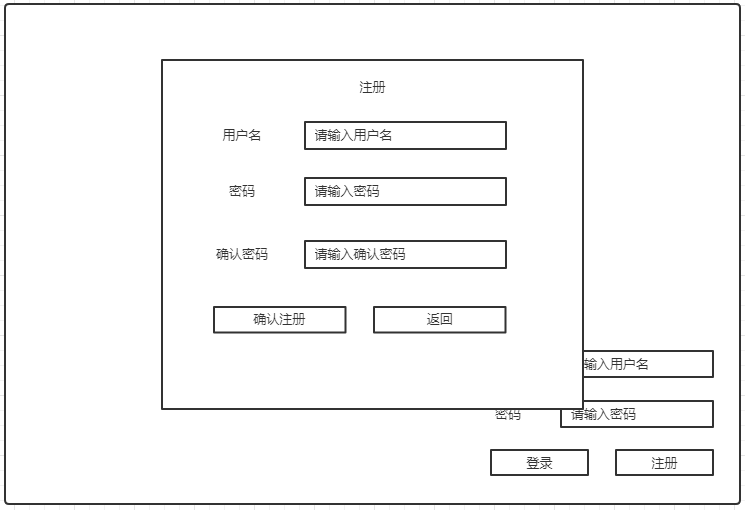 注册
用户名 请输入用户名
密码 请输入密码
确认密码 请输入确认密码
确认注册 返回
输入用户名
密码 请输入密码
登录 注册